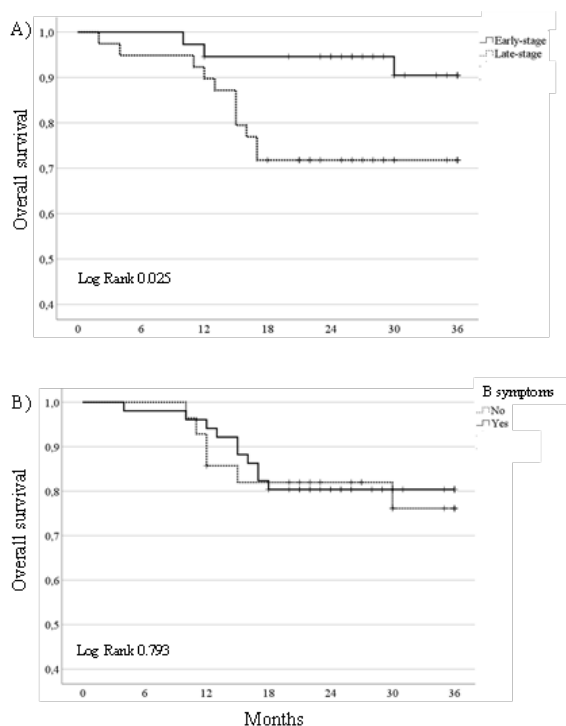 A)
Early-stage
Late-stage
Overall survival
1,0
0,9
0,8
0,7
0,6
0,5
0,4
Log Rank 0.025
0 6 12 18 24 30 36
B)
B symptoms
No
Yes
Overall survival
1,0
0,9
0,8
0,7
0,6
0,5
0,4
Log Rank 0.793
0 6 12 18 24 30 36
Months